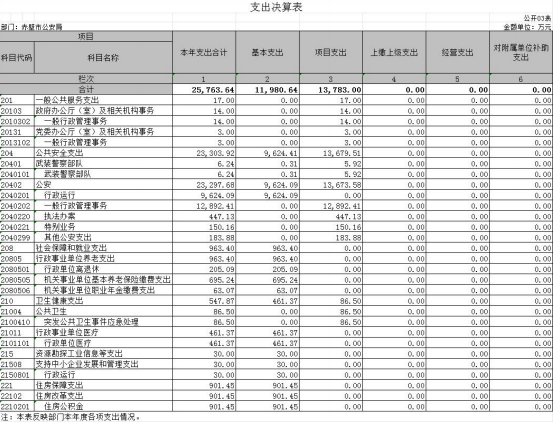 支出决算表
公开03表
部门：赤壁市公安局 金额单位：万元
项目 本年支出合计 基本支出 项目支出 上缴上级支出 经营支出 对附属单位补助支出
科目代码 科目名称
栏次 1 2 3 4 5 6
合计 25,763.64 11,980.64 13,783.00 0.00 0.00 0.00
201 一般公共服务支出 17.00 0.00 17.00 0.00 0.00 0.00
20103 政府办公厅（室）及相关机构事务 14.00 0.00 14.00 0.00 0.00 0.00
2010302 一般行政管理事务 14.00 0.00 14.00 0.00 0.00 0.00
20131 党委办公厅（室）及相关机构事务 3.00 0.00 3.00 0.00 0.00 0.00
2013102 一般行政管理事务 3.00 0.00 3.00 0.00 0.00 0.00
204 公共安全支出 23,303.92 9,624.41 13,679.51 0.00 0.00 0.00
20401 武装警察部队 6.24 0.31 5.92 0.00 0.00 0.00
2040101 武装警察部队 6.24 0.31 5.92 0.00 0.00 0.00
20402 公安 23,297.68 9,624.09 13,673.58 0.00 0.00 0.00
2040201 行政运行 9,624.09 9,624.09 0.00 0.00 0.00 0.00
2040202 一般行政管理事务 12,892.41 0.00 12,892.41 0.00 0.00 0.00
2040220 执法办案 447.13 0.00 447.13 0.00 0.00 0.00
2040221 特别业务 150.16 0.00 150.16 0.00 0.00 0.00
2040299 其他公安支出 183.88 0.00 183.88 0.00 0.00 0.00
208 社会保障和就业支出 963.40 963.40 0.00 0.00 0.00 0.00
20805 行政事业单位养老支出 963.40 963.40 0.00 0.00 0.00 0.00
2080501 行政单位离退休 205.09 205.09 0.00 0.00 0.00 0.00
2080505 机关事业单位基本养老保险缴费支出 695.24 695.24 0.00 0.00 0.00 0.00
2080506 机关事业单位职业年金缴费支出 63.07 63.07 0.00 0.00 0.00 0.00
210 卫生健康支出 547.87 461.37 86.50 0.00 0.00 0.00
21004 公共卫生 86.50 0.00 86.50 0.00 0.00 0.00
2100410 突发公共卫生事件应急处理 86.50 0.00 86.50 0.00 0.00 0.00
21011 行政事业单位医疗 461.37 461.37 0.00 0.00 0.00 0.00
2101101 行政单位医疗 461.37 461.37 0.00 0.00 0.00 0.00
215 资源勘探工业信息等支出 30.00 30.00 0.00 0.00 0.00 0.00
21508 支持中小企业发展和管理支出 30.00 30.00 0.00 0.00 0.00 0.00
2150801 行政运行 30.00 30.00 0.00 0.00 0.00 0.00
221 住房保障支出 901.45 901.45 0.00 0.00 0.00 0.00
22102 住房改革支出 901.45 901.45 0.00 0.00 0.00 0.00
2210201 住房公积金 901.45 901.45 0.00 0.00 0.00 0.00
注：本表反映部门本年度各项支出情况。